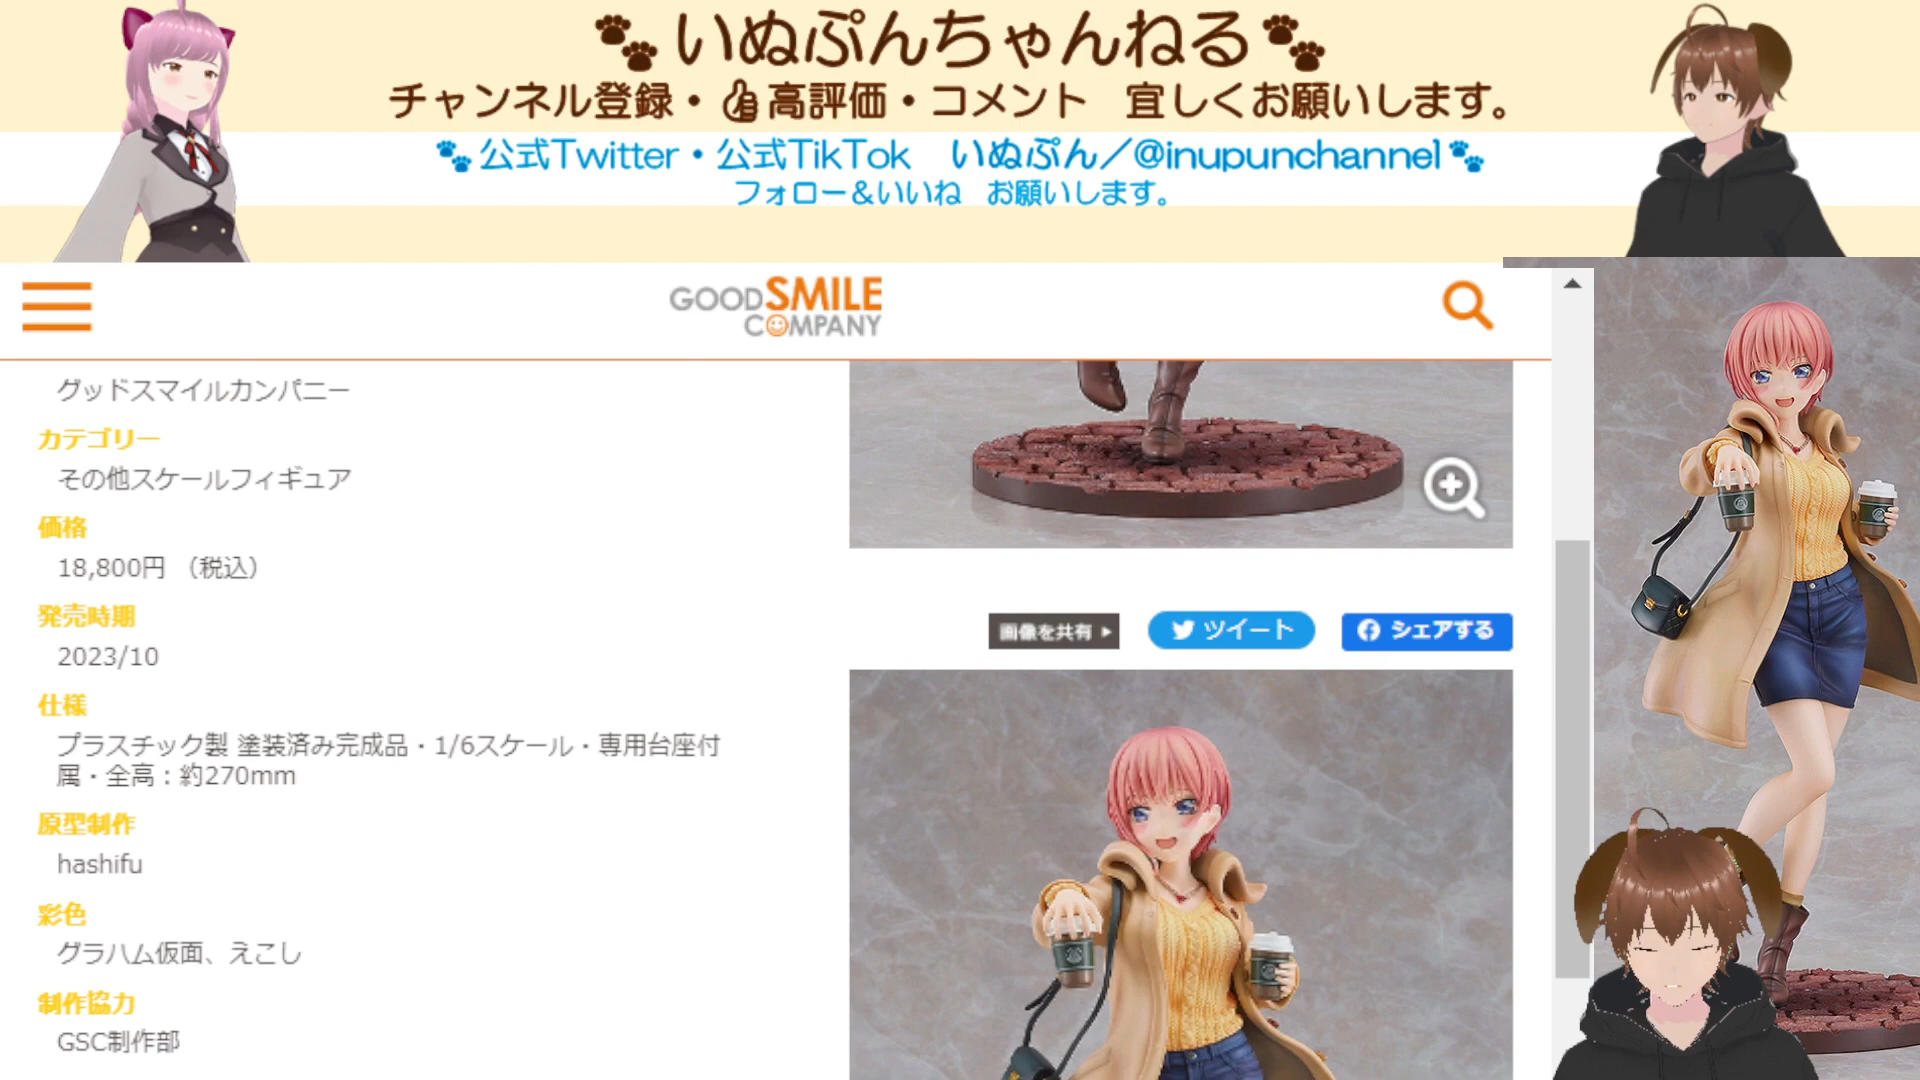 いぬぷんちゃんねる
チャンネル登録・高評価・コメント 宜しくお願いします。
公式Twitter・公式TikTok いぬぷん/@inupunchannel
フォロー&いいね お願いします。
GOOD SMILE
COMPANY
グッドスマイルカンパニー
カテゴリー
その他スケールフィギュア
価格
18,800円 (税込)
発売時期
2023/10
仕様
プラスチック製 塗装済み完成品・1/6スケール・専用台座付
属・全高:約270mm
原型制作
hashifu
彩色
グラハム仮面、えこし
制作協力
GSC制作部
画像を共有
ツイート
シェアする